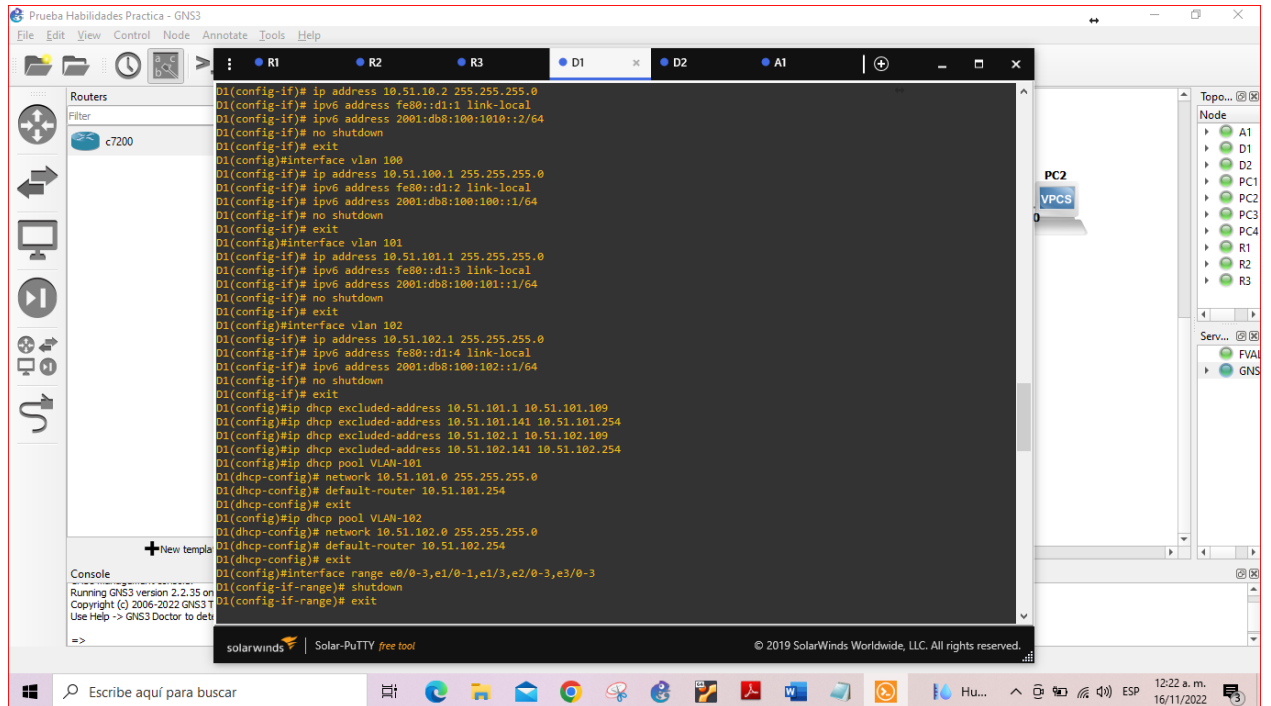 Prueba Habilidades Practica - GNS3
File Edit View Control Node Annotate Tools Help
R1 R2 R3 D1 D2 A1
Routers
Filter
c7200
New templa
D1(config-if)# ip address 10.51.10.2 255.255.255.0
D1(config-if)# ipv6 address fe80::d1:1 link-local
D1(config-if)# ipv6 address 2001:db8:100:1010::2/64
D1(config-if)# no shutdown
D1(config-if)# exit
D1(config)#interface vlan 100
D1(config-if)# ip address 10.51.100.1 255.255.255.0
D1(config-if)# ipv6 address fe80::d1:2 link-local
D1(config-if)# ipv6 address 2001:db8:100:100::1/64
D1(config-if)# no shutdown
D1(config-if)# exit
D1(config)#interface vlan 101
D1(config-if)# ip address 10.51.101.1 255.255.255.0
D1(config-if)# ipv6 address fe80::d1:3 link-local
D1(config-if)# ipv6 address 2001:db8:100:101::1/64
D1(config-if)# no shutdown
D1(config-if)# exit
D1(config)#interface vlan 102
D1(config-if)# ip address 10.51.102.1 255.255.255.0
D1(config-if)# ipv6 address fe80::d1:4 link-local
D1(config-if)# ipv6 address 2001:db8:100:102::1/64
D1(config-if)# no shutdown
D1(config-if)# exit
D1(config)#ip dhcp excluded-address 10.51.101.1 10.51.101.109
D1(config)#ip dhcp excluded-address 10.51.101.141 10.51.101.254
D1(config)#ip dhcp excluded-address 10.51.102.1 10.51.102.109
D1(config)#ip dhcp excluded-address 10.51.102.141 10.51.102.254
D1(config)#ip dhcp pool VLAN-101
D1(dhcp-config)# network 10.51.101.0 255.255.255.0
D1(dhcp-config)# default-router 10.51.101.254
D1(dhcp-config)# exit
D1(config)#ip dhcp pool VLAN-102
D1(dhcp-config)# network 10.51.102.0 255.255.255.0
D1(dhcp-config)# default-router 10.51.102.254
D1(dhcp-config)# exit
D1(config)#interface range e0/0-3,e1/0-1,e1/3,e2/0-3,e3/0-3
D1(config-if-range)# shutdown
D1(config-if-range)# exit
solarwinds Solar-PuTTY free tool
© 2019 SolarWinds Worldwide, LLC. All rights reserved.
PC2
VPCS
Topo...
Node
A1
D1
D2
PC1
PC2
PC3
PC4
R1
R2
R3
Serv...
FVAL
GNS
Console
Running GNS3 version 2.2.35 on
Copyright (c) 2006-2022 GNS3 T
Use Help -> GNS3 Doctor to dete
=>
Escribe aquí para buscar
Hu...
ESP
12:22 a. m.
16/11/2022
3